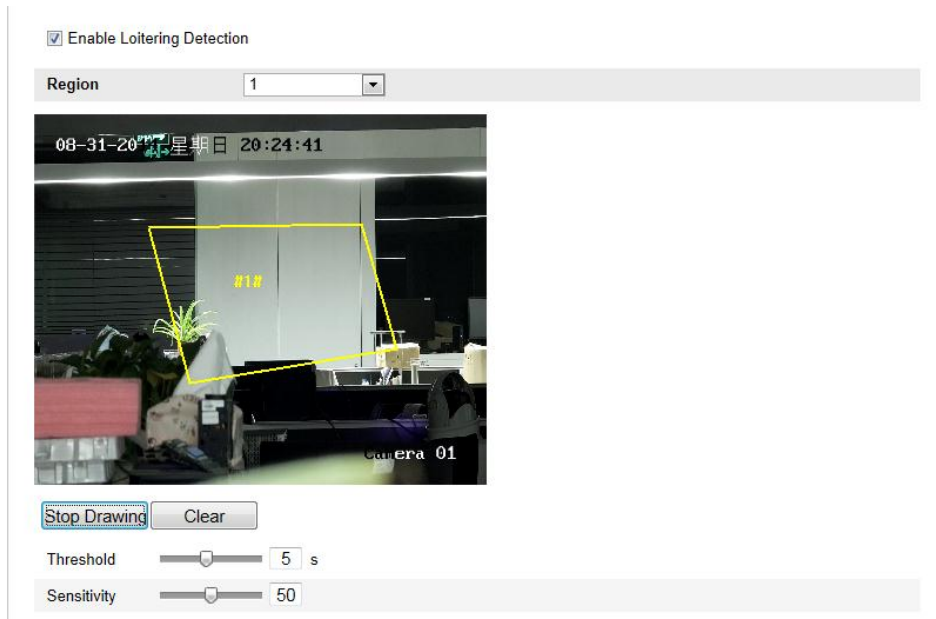 Enable Loitering Detection
Region 1
08-31-20 星期日 20:24:41
#1#
Camera 01
Stop Drawing Clear
Threshold 5 s
Sensitivity 50